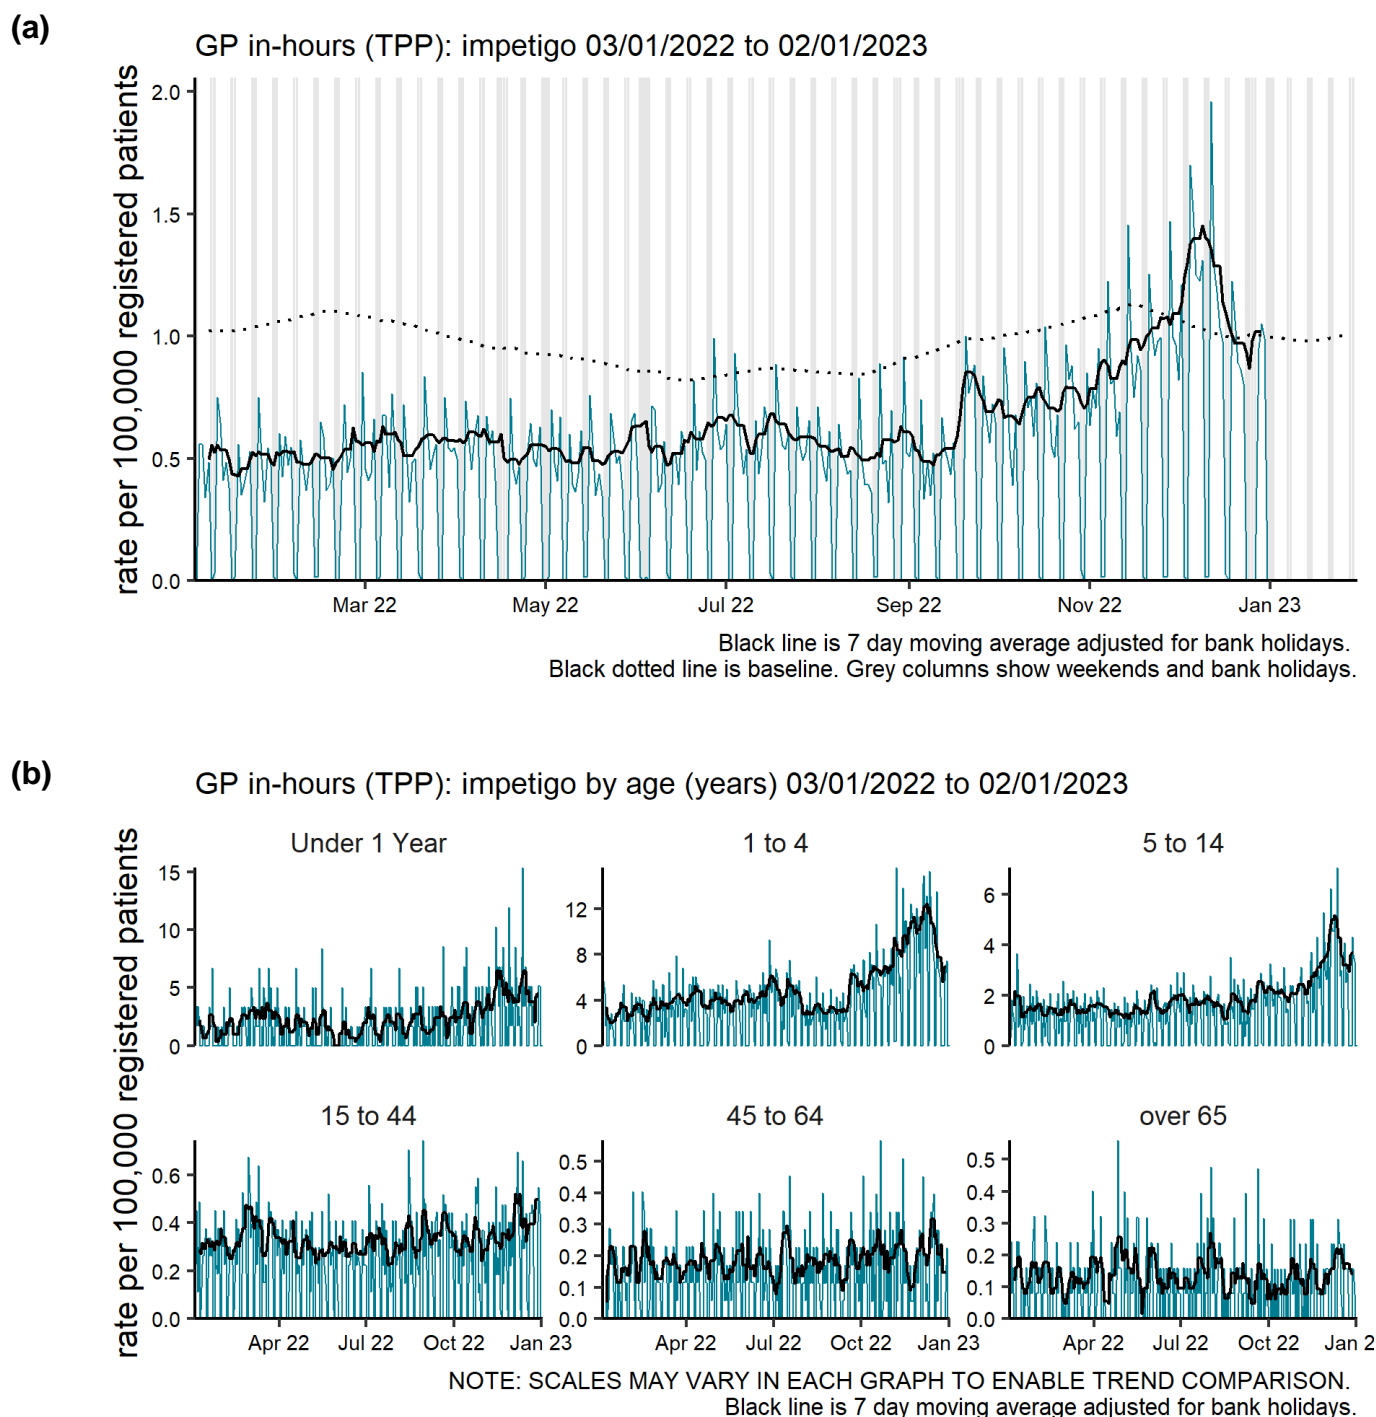 (a)
GP in-hours (TPP): impetigo 03/01/2022 to 02/01/2023
rate per 100,000 registered patients
2.0
1.5
1.0
0.5
0.0
Mar 22 May 22 Jul 22 Sep 22 Nov 22 Jan 23
Black line is 7 day moving average adjusted for bank holidays.
Black dotted line is baseline. Grey columns show weekends and bank holidays.
(b)
GP in-hours (TPP): impetigo by age (years) 03/01/2022 to 02/01/2023
rate per 100,000 registered patients
Under 1 Year
15
10
5
0
1 to 4
12
8
4
0
5 to 14
6
4
2
0
15 to 44
0.6
0.4
0.2
0.0
Apr 22 Jul 22 Oct 22 Jan 23
45 to 64
0.5
0.4
0.3
0.2
0.1
0.0
Apr 22 Jul 22 Oct 22 Jan 23
over 65
0.5
0.4
0.3
0.2
0.1
0.0
Apr 22 Jul 22 Oct 22 Jan 2
NOTE: SCALES MAY VARY IN EACH GRAPH TO ENABLE TREND COMPARISON.
Black line is 7 day moving average adjusted for bank holidays.